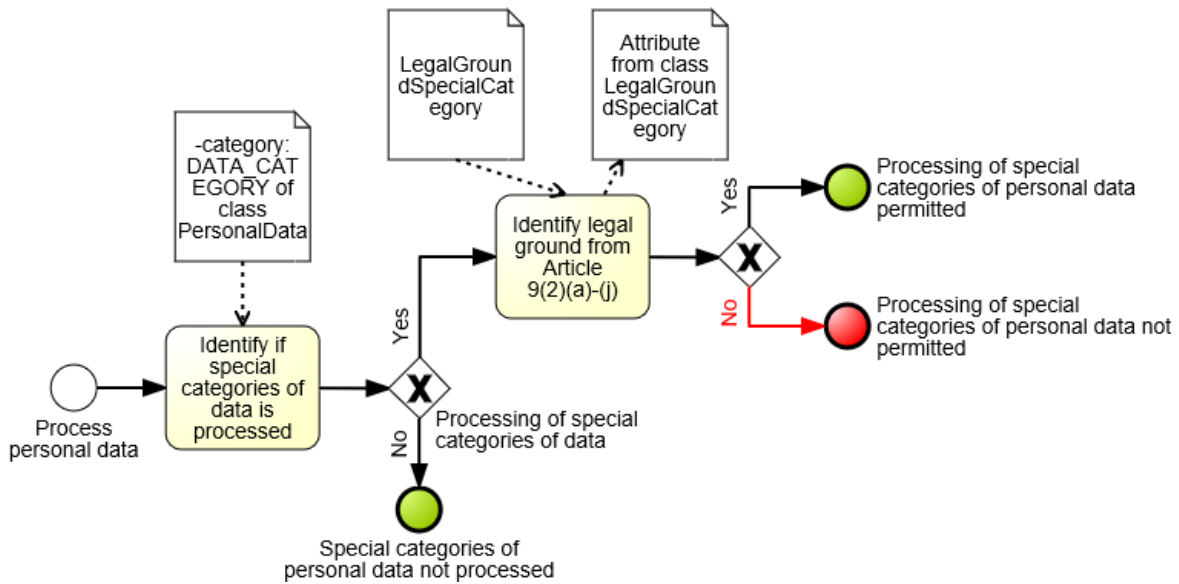 LegalGroun
dSpecialCat
egory
Attribute
from class
LegalGroun
dSpecialCat
egory
-category:
DATA_CAT
EGORY of
class
PersonalData
Identify if
special
categories of
data is
processed
Process
personal data
Yes
No
Processing of special
categories of data
Special categories of
personal data not processed
Identify legal
ground from
Article
9(2)(a)-(j)
Yes
No
Processing of special
categories of personal data
permitted
Processing of special
categories of personal data not
permitted